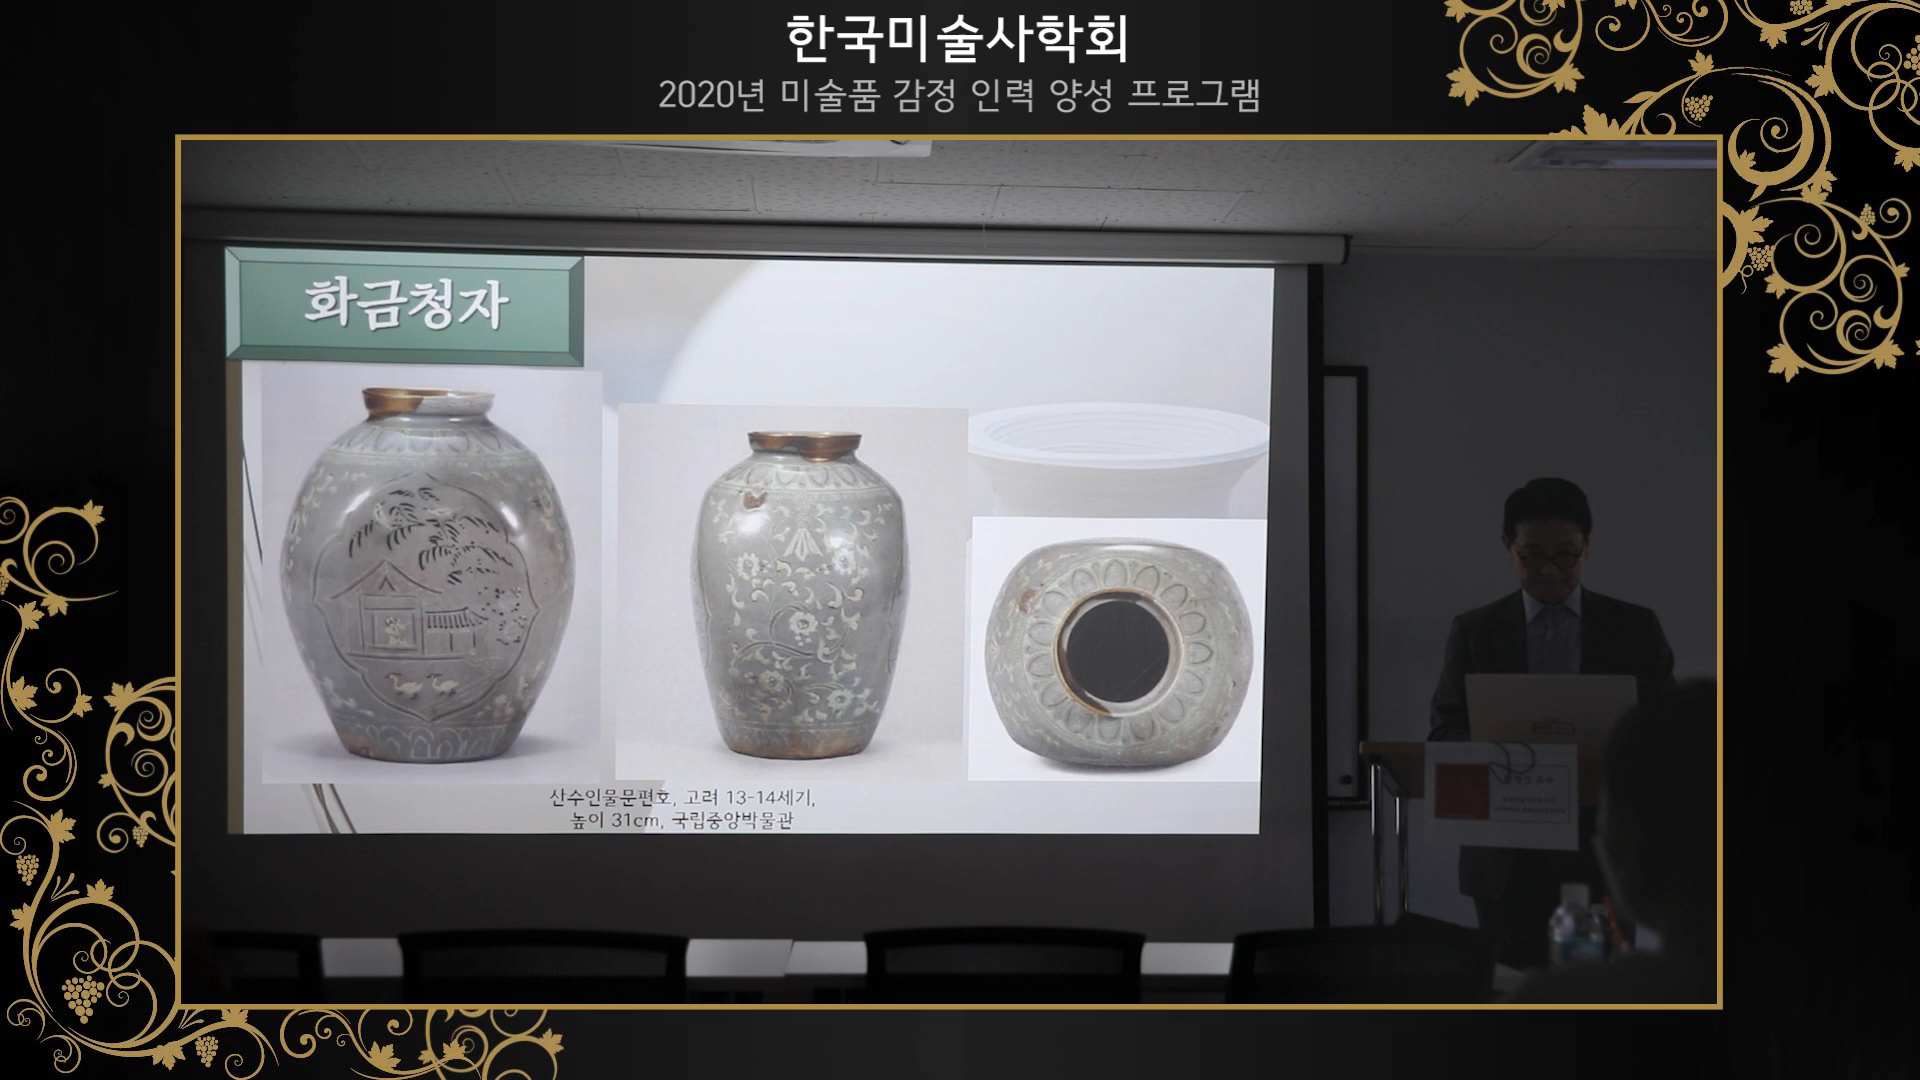 한국미술사학회
2020년 미술품 감정 인력 양성 프로그램
화금청자
산수인물문편호, 고려 13-14세기,
높이 31cm, 국립중앙박물관